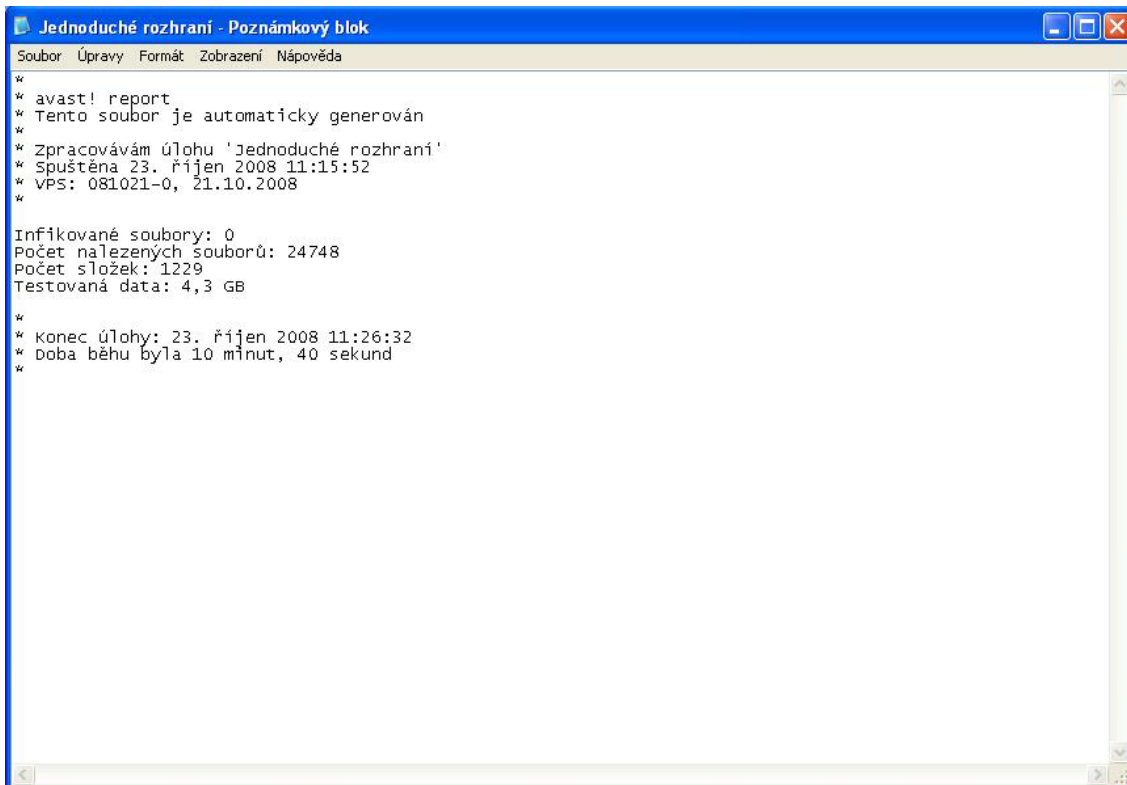 Jednoduché rozhraní - Poznámkový blok
Soubor Úpravy Formát Zobrazení Nápověda
*
* avast! report
* Tento soubor je automaticky generován
*
* Zpracovávám úlohu 'Jednoduché rozhraní'
* Spuštěna 23. říjen 2008 11:15:52
* VPS: 081021-0, 21.10.2008
*
Infikované soubory: 0
Počet nalezených souborů: 24748
Počet složek: 1229
Testovaná data: 4,3 GB
*
* Konec úlohy: 23. říjen 2008 11:26:32
* Doba běhu byla 10 minut, 40 sekund
*